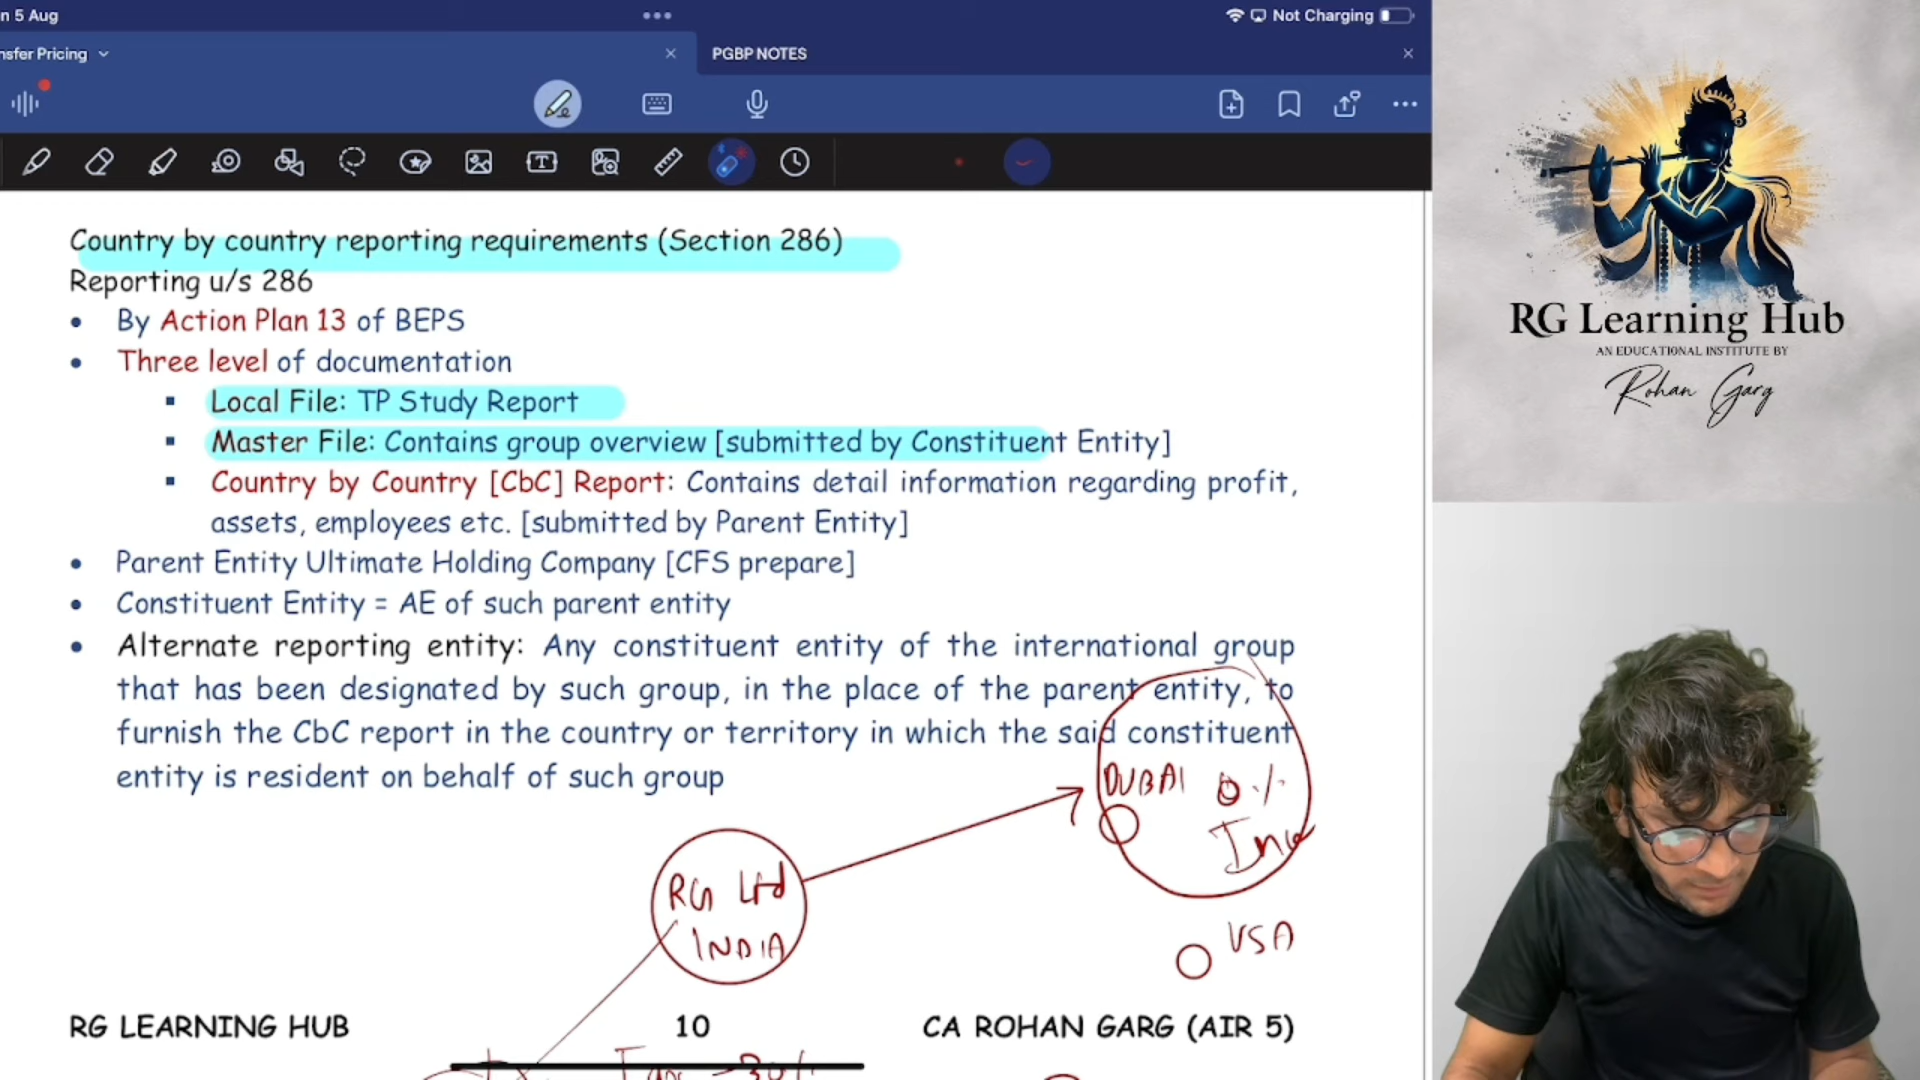 n 5 Aug
Not Charging
nsfer Pricing
PGBP NOTES
Country by country reporting requirements (Section 286)
Reporting u/s 286
• By Action Plan 13 of BEPS
• Three level of documentation
▪ Local File: TP Study Report
▪ Master File: Contains group overview [submitted by Constituent Entity]
▪ Country by Country [CbC] Report: Contains detail information regarding profit,
assets, employees etc. [submitted by Parent Entity]
• Parent Entity Ultimate Holding Company [CFS prepare]
• Constituent Entity = AE of such parent entity
• Alternate reporting entity: Any constituent entity of the international group
that has been designated by such group, in the place of the parent entity, to
furnish the CbC report in the country or territory in which the said constituent
entity is resident on behalf of such group
DUBAI 0%
RG Ltd
INDIA
USA
RG LEARNING HUB
10
CA ROHAN GARG (AIR 5)
RG Learning Hub
AN EDUCATIONAL INSTITUTE BY
Rohan Garg